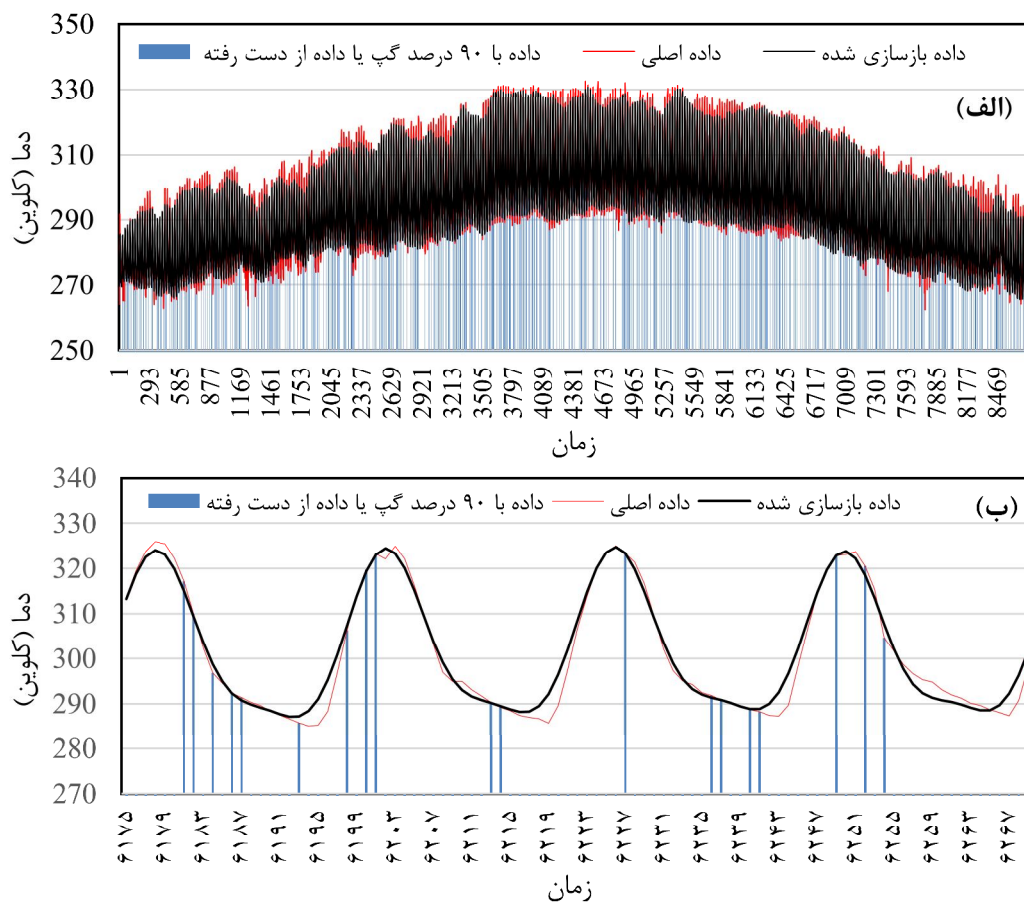 350
داده با ۹۰ درصد گپ یا داده از دست رفته داده اصلی داده بازسازی شده
330
(الف)
310
290
270
250
دما (کلوین)
1 293 585 877 1169 1461 1753 2045 2337 2629 2921 3213 3505 3797 4089 4381 4673 4965 5257 5549 5841 6133 6425 6717 7009 7301 7593 7885 8177 8469
زمان
340
داده با ۹۰ درصد گپ یا داده از دست رفته داده اصلی داده بازسازی شده
(ب)
330
320
310
300
290
280
270
دما (کلوین)
۶۱۷۵ ۶۱۷۹ ۶۱۸۳ ۶۱۸۷ ۶۱۹۱ ۶۱۹۵ ۶۱۹۹ ۶۲۰۳ ۶۲۰۷ ۶۲۱۱ ۶۲۱۵ ۶۲۱۹ ۶۲۲۳ ۶۲۲۷ ۶۲۳۱ ۶۲۳۵ ۶۲۳۹ ۶۲۴۳ ۶۲۴۷ ۶۲۵۱ ۶۲۵۵ ۶۲۵۹ ۶۲۶۳ ۶۲۶۷
زمان